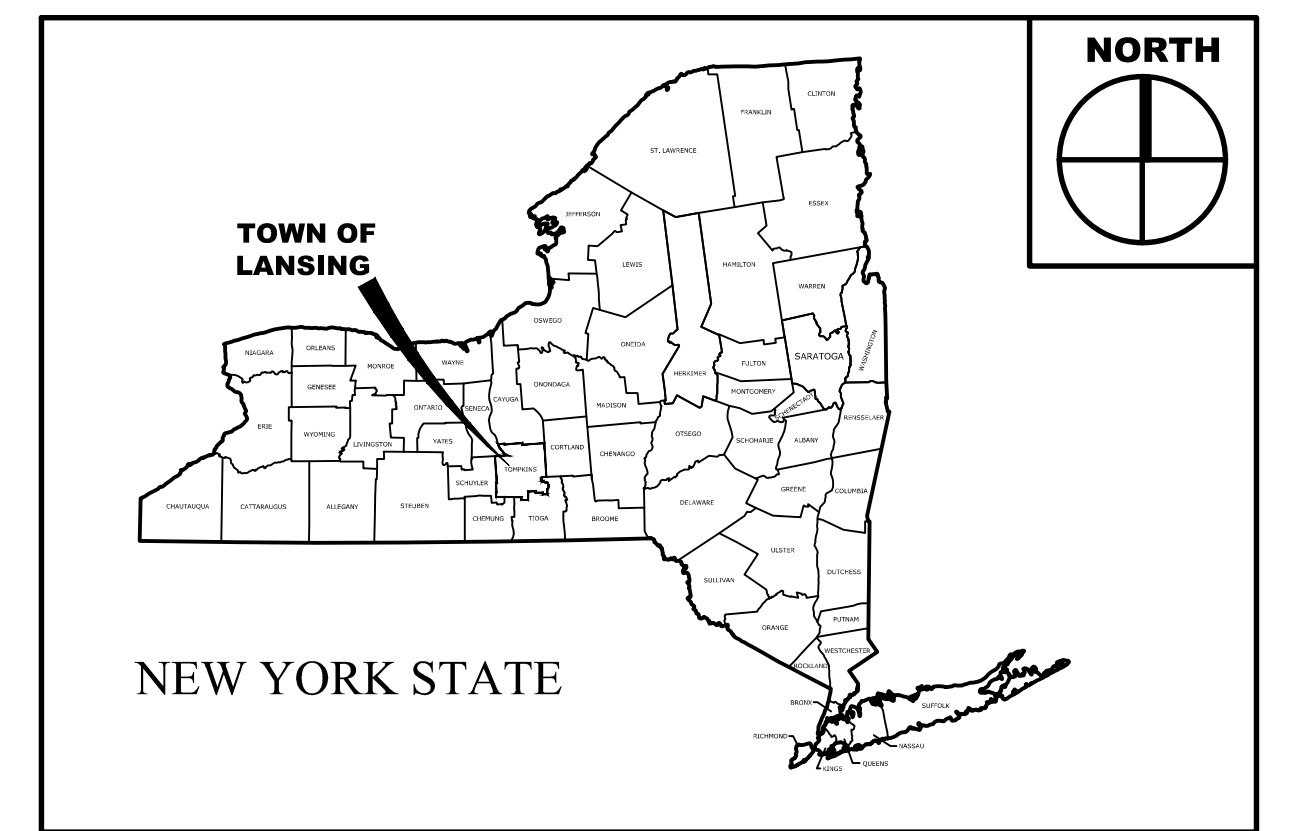 NORTH
CLINTON
FRANKLIN
ST. LAWRENCE
ESSEX
JEFFERSON
TOWN OF
LANSING
LEWIS
HAMILTON
WARREN
OSWEGO
ONEIDA
WASHINGTON
NIAGARA
ORLEANS
MONROE
WAYNE
SARATOGA
FULTON
HERKIMER
GENESEE
ONONDAGA
MONTGOMERY
CAYUGA
MADISON
SCHENECTADY
ONTARIO
SENECA
RENSSELAER
ERIE
WYOMING
LIVINGSTON
YATES
OTSEGO
SCHOHARIE
ALBANY
CORTLAND
CHENANGO
TOMPKINS
SCHUYLER
GREENE
COLUMBIA
CHAUTAUQUA
CATTARAUGUS
ALLEGANY
STEUBEN
DELAWARE
CHEMUNG
TIOGA
BROOME
ULSTER
DUTCHESS
SULLIVAN
PUTNAM
ORANGE
WESTCHESTER
ROCKLAND
NEW YORK STATE
BRONX
SUFFOLK
RICHMOND
NASSAU
QUEENS
KINGS